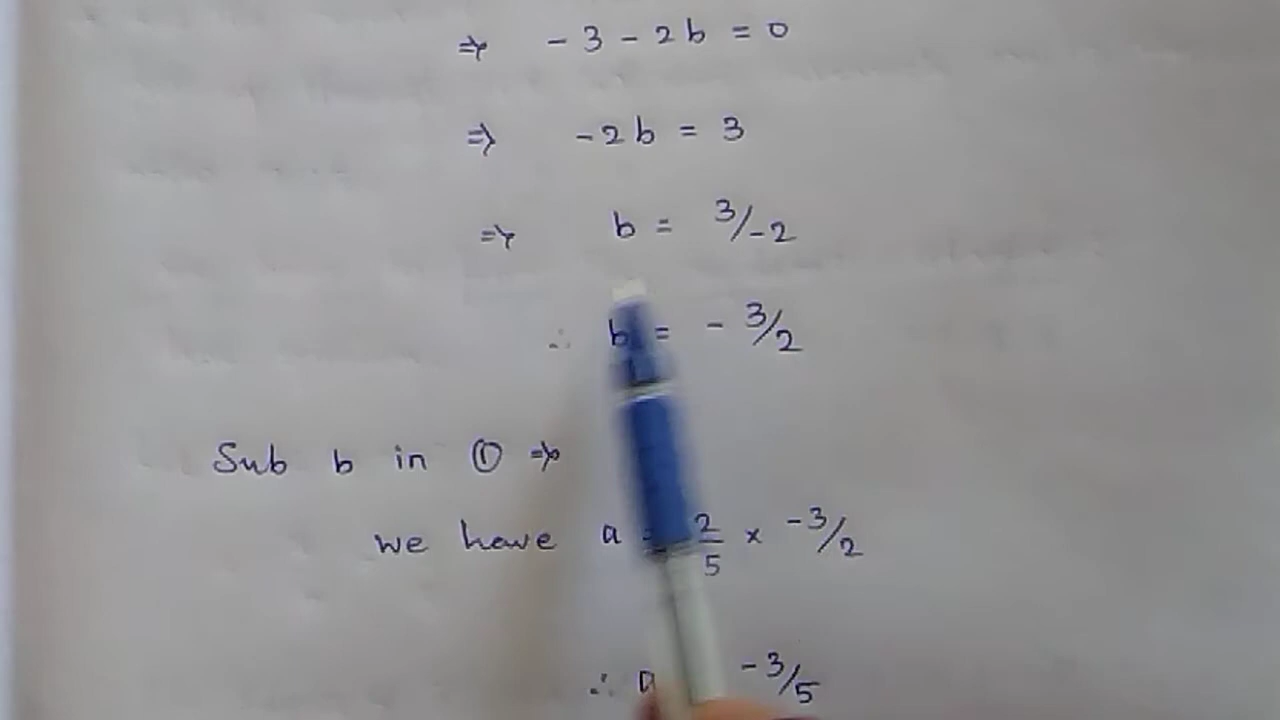 ⇒ - 3 - 2b = 0
⇒ -2b = 3
⇒ b = 3/-2
∴ b = - 3/2
Sub b in ① ⇒
we have a = 2/5 × -3/2
∴ a -3/5